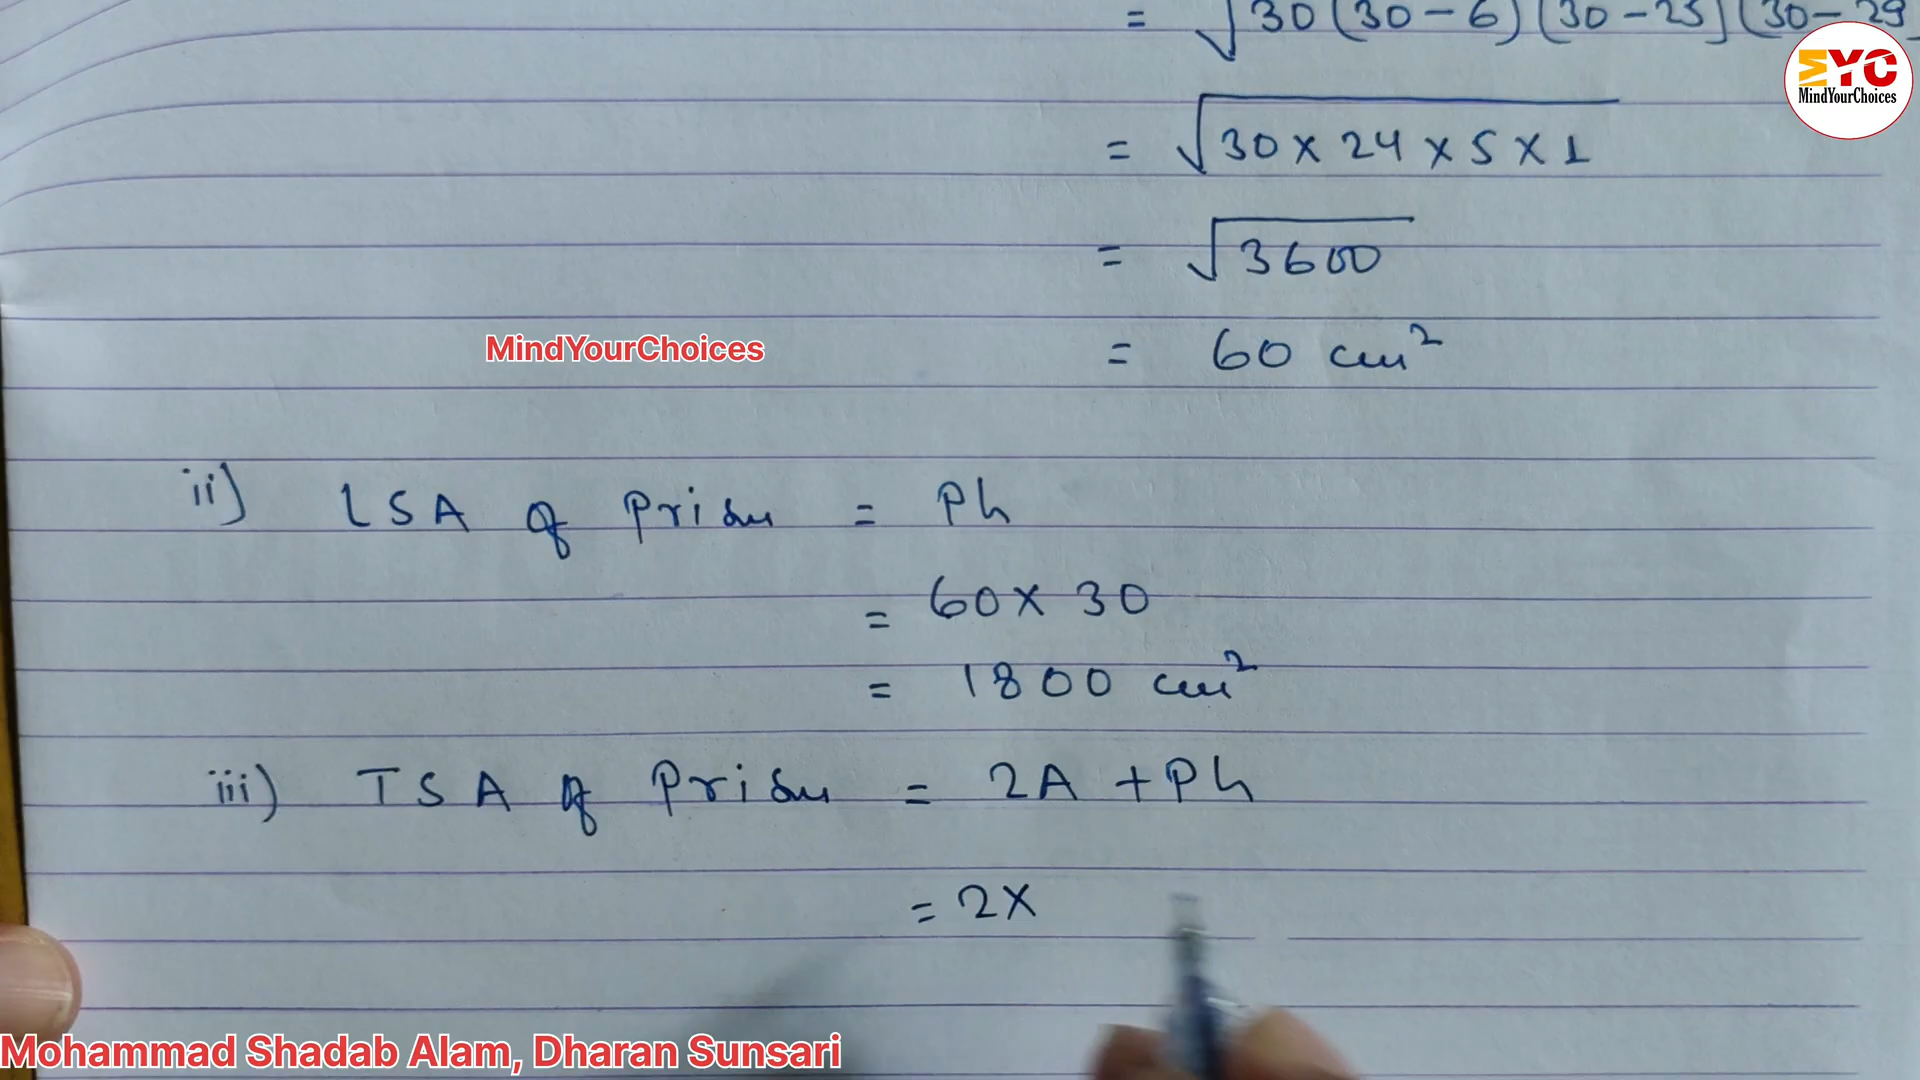 = √30(30-6)(30-25)(30-29)
MYC
MindYourChoices
= √30 × 24 × 5 × 1
= √3600
MindYourChoices
= 60 cm²
ii) LSA of Prism = Ph
= 60 × 30
= 1800 cm²
iii) TSA of Prism = 2A + Ph
= 2×
Mohammad Shadab Alam, Dharan Sunsari